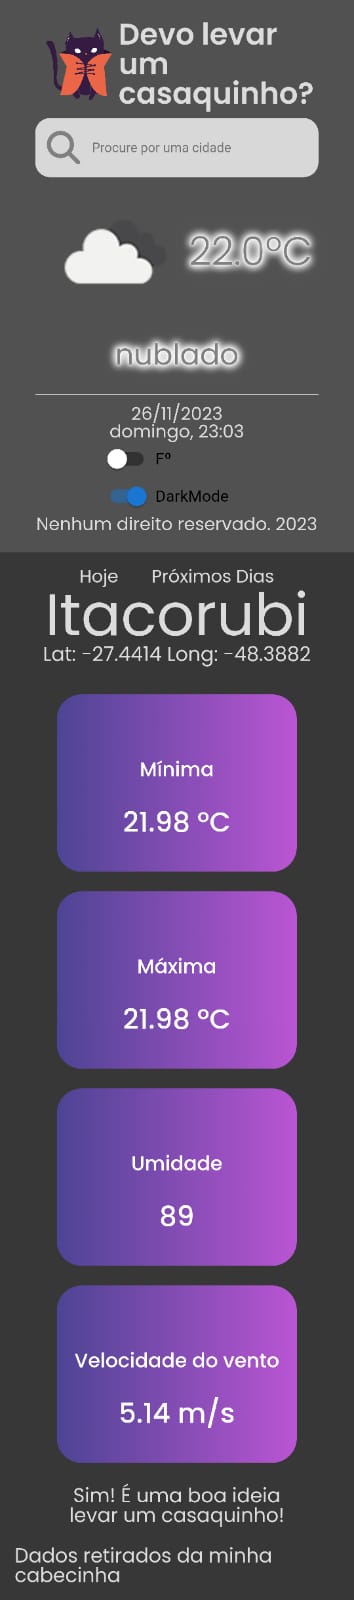 Devo levar
um
casaquinho?
Procure por uma cidade
22.0°C
nublado
26/11/2023
domingo, 23:03
Fº
DarkMode
Nenhum direito reservado. 2023
Hoje Próximos Dias
Itacorubi
Lat: -27.4414 Long: -48.3882
Mínima
21.98 °C
Máxima
21.98 °C
Umidade
89
Velocidade do vento
5.14 m/s
Sim! É uma boa ideia
levar um casaquinho!
Dados retirados da minha
cabecinha